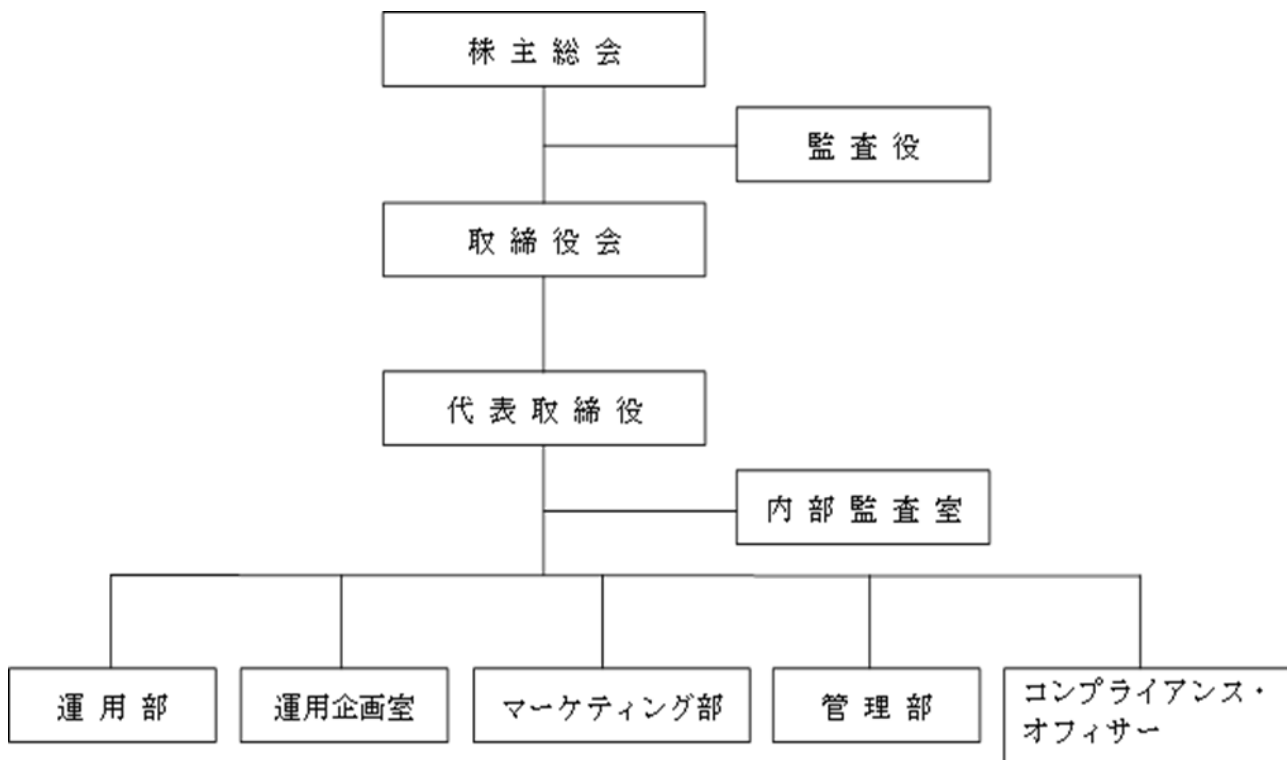 株主総会
監査役
取締役会
代表取締役
内部監査室
運用部
運用企画室
マーケティング部
管理部
コンプライアンス・
オフィサー